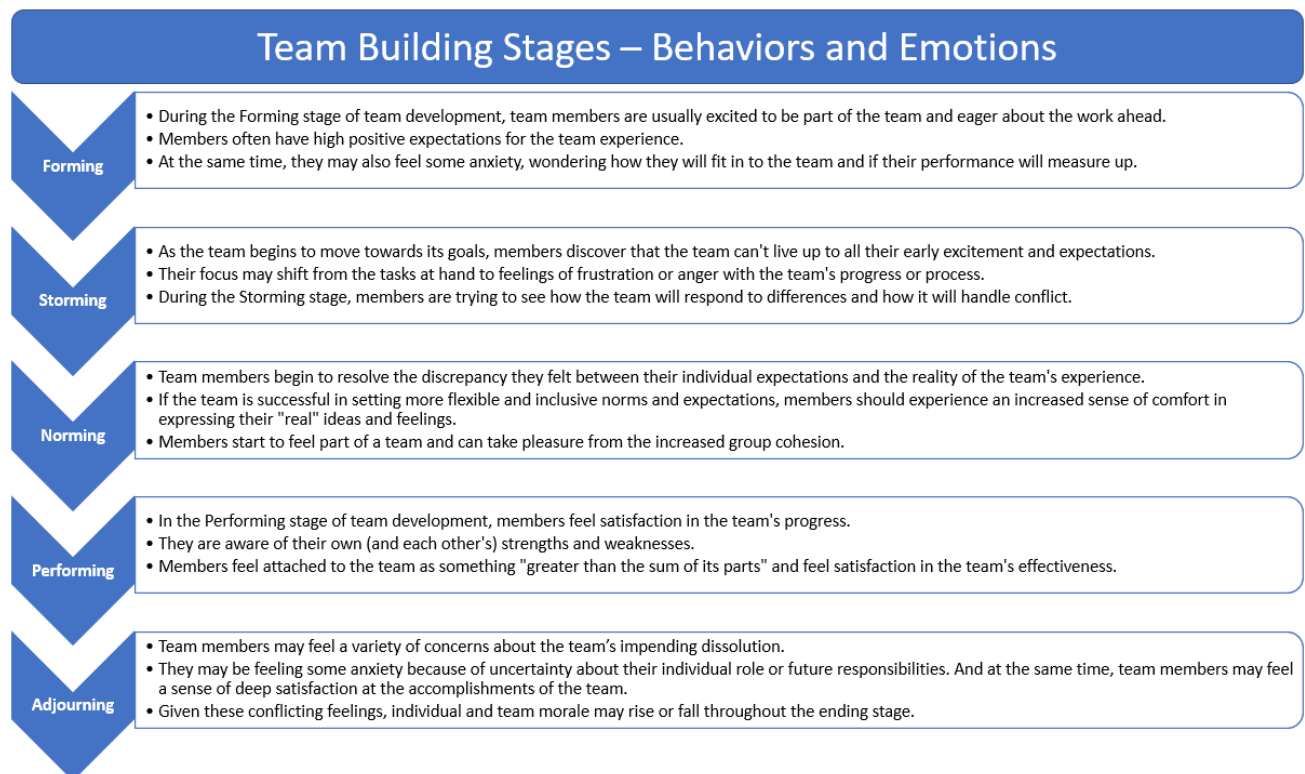 Team Building Stages – Behaviors and Emotions
Forming
• During the Forming stage of team development, team members are usually excited to be part of the team and eager about the work ahead.
• Members often have high positive expectations for the team experience.
• At the same time, they may also feel some anxiety, wondering how they will fit in to the team and if their performance will measure up.
Storming
• As the team begins to move towards its goals, members discover that the team can't live up to all their early excitement and expectations.
• Their focus may shift from the tasks at hand to feelings of frustration or anger with the team's progress or process.
• During the Storming stage, members are trying to see how the team will respond to differences and how it will handle conflict.
Norming
• Team members begin to resolve the discrepancy they felt between their individual expectations and the reality of the team's experience.
• If the team is successful in setting more flexible and inclusive norms and expectations, members should experience an increased sense of comfort in
expressing their "real" ideas and feelings.
• Members start to feel part of a team and can take pleasure from the increased group cohesion.
Performing
• In the Performing stage of team development, members feel satisfaction in the team's progress.
• They are aware of their own (and each other's) strengths and weaknesses.
• Members feel attached to the team as something "greater than the sum of its parts" and feel satisfaction in the team's effectiveness.
Adjourning
• Team members may feel a variety of concerns about the team’s impending dissolution.
• They may be feeling some anxiety because of uncertainty about their individual role or future responsibilities. And at the same time, team members may feel
a sense of deep satisfaction at the accomplishments of the team.
• Given these conflicting feelings, individual and team morale may rise or fall throughout the ending stage.